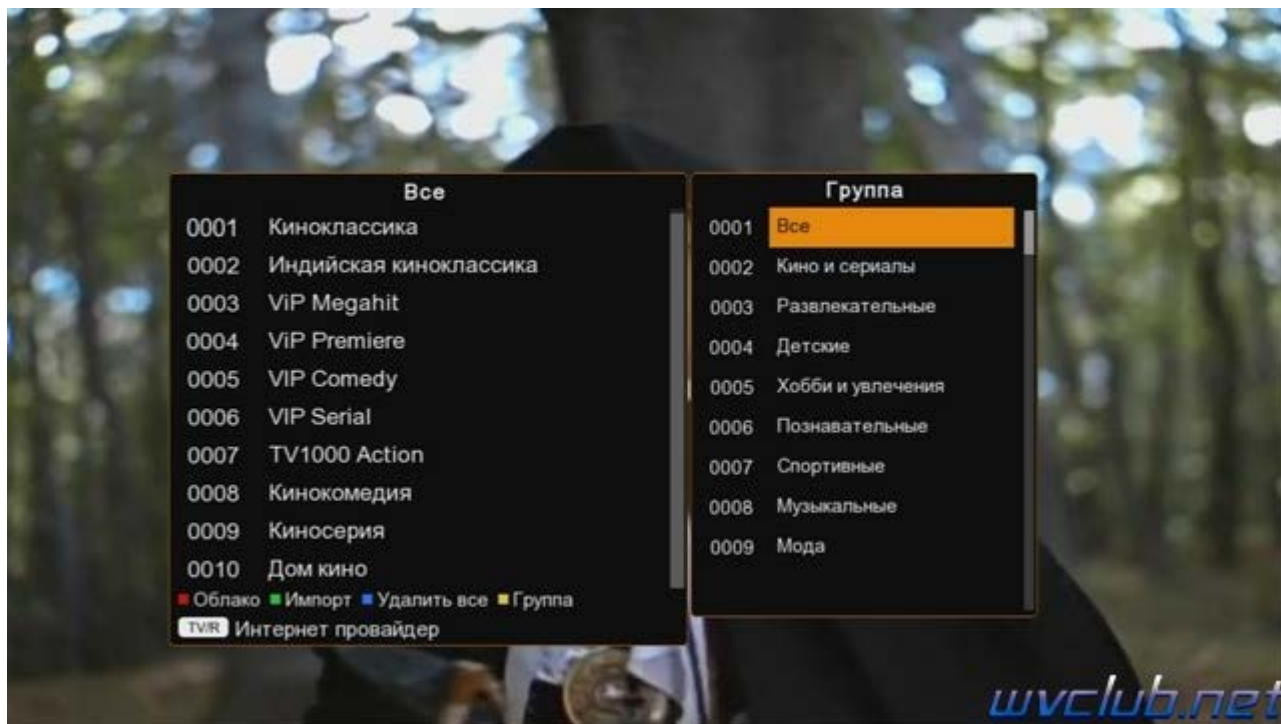 Все
0001 Киноклассика
0002 Индийская киноклассика
0003 ViP Megahit
0004 ViP Premiere
0005 VIP Comedy
0006 VIP Serial
0007 TV1000 Action
0008 Кинокомедия
0009 Киносерия
0010 Дом кино
Облако Импорт Удалить все Группа
TV/R Интернет провайдер
Группа
0001 Все
0002 Кино и сериалы
0003 Развлекательные
0004 Детские
0005 Хобби и увлечения
0006 Познавательные
0007 Спортивные
0008 Музыкальные
0009 Мода
wvclub.net